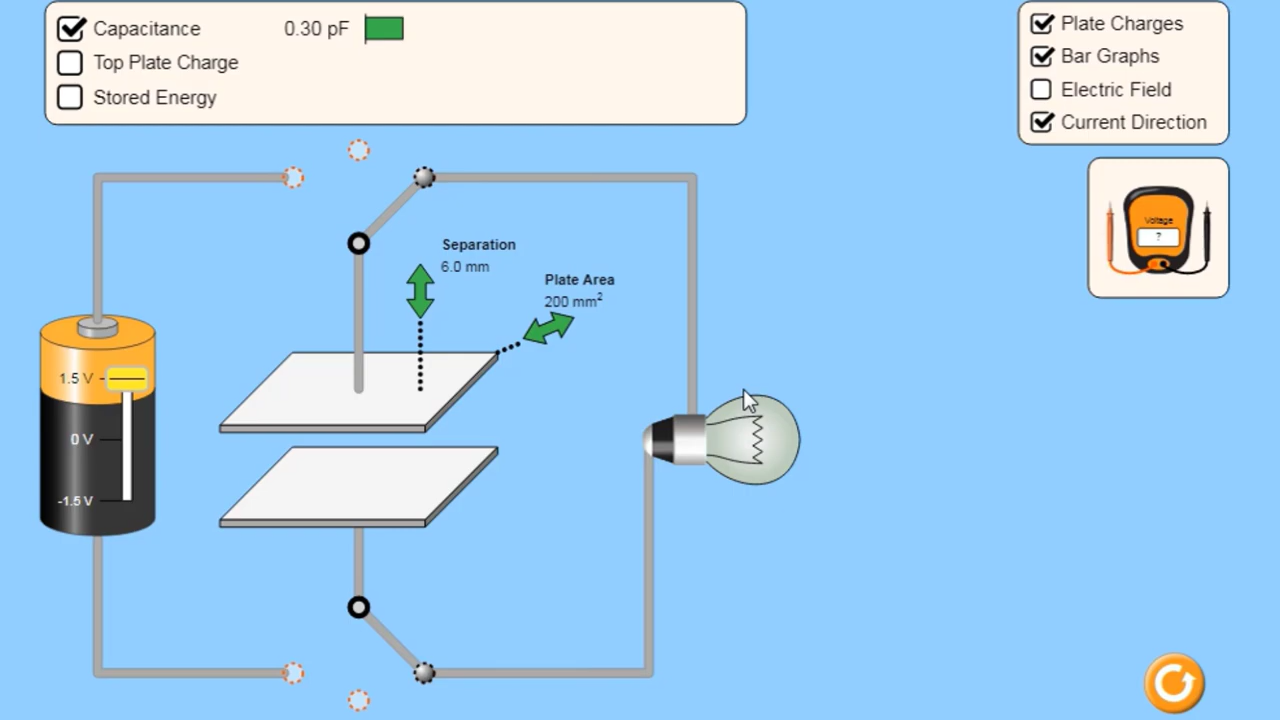 Capacitance 0.30 pF
Top Plate Charge
Stored Energy
Plate Charges
Bar Graphs
Electric Field
Current Direction
Voltage
?
Separation
6.0 mm
Plate Area
200 mm²
1.5 V
0 V
-1.5 V